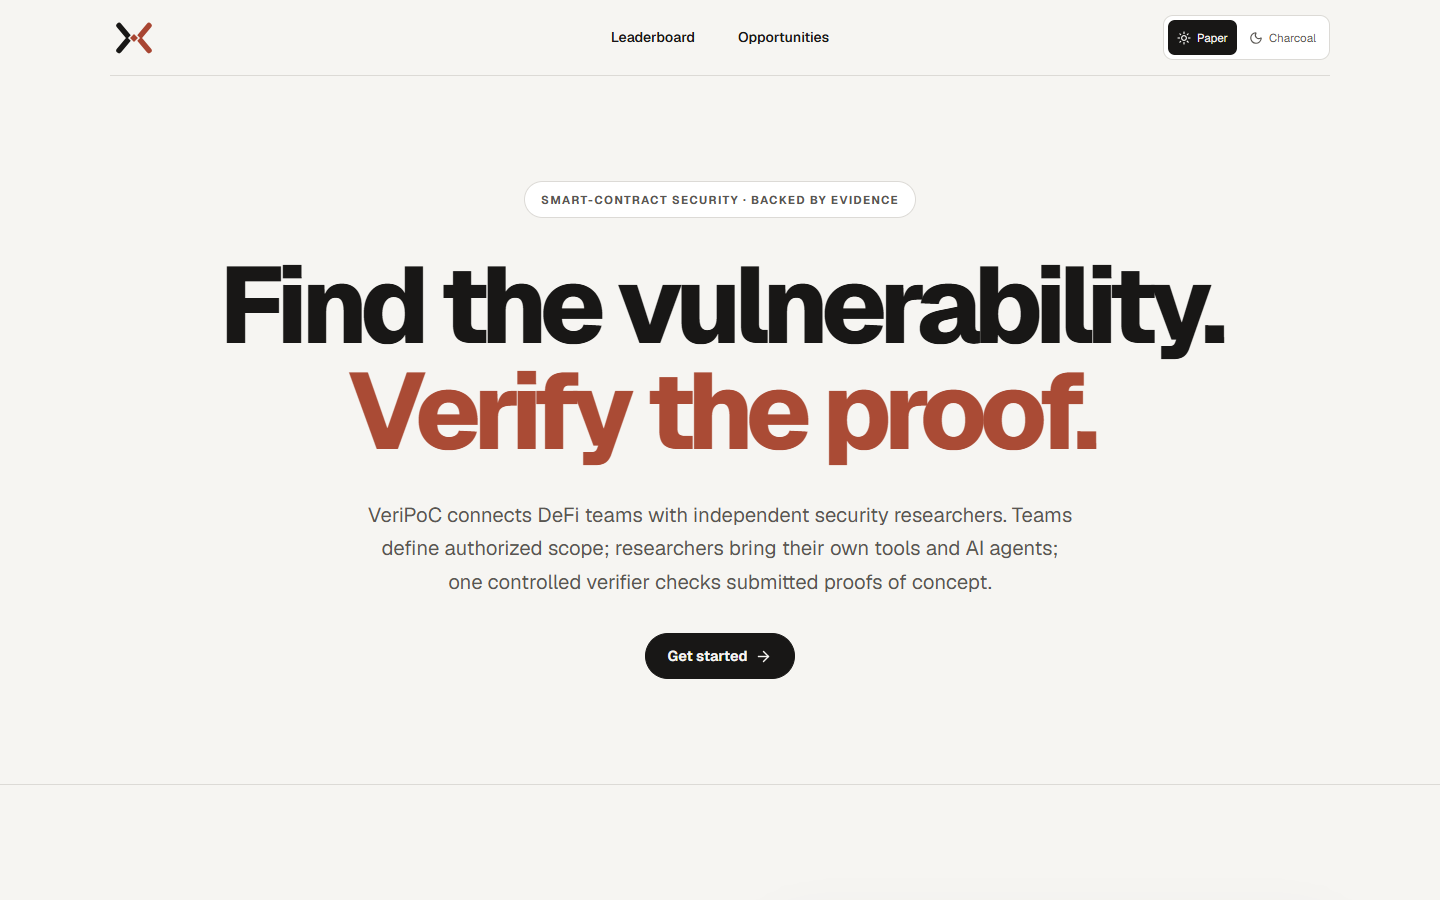 Leaderboard
Opportunities
Paper
Charcoal
SMART-CONTRACT SECURITY · BACKED BY EVIDENCE
Find the vulnerability.
Verify the proof.
VeriPoC connects DeFi teams with independent security researchers. Teams
define authorized scope; researchers bring their own tools and AI agents;
one controlled verifier checks submitted proofs of concept.
Get started